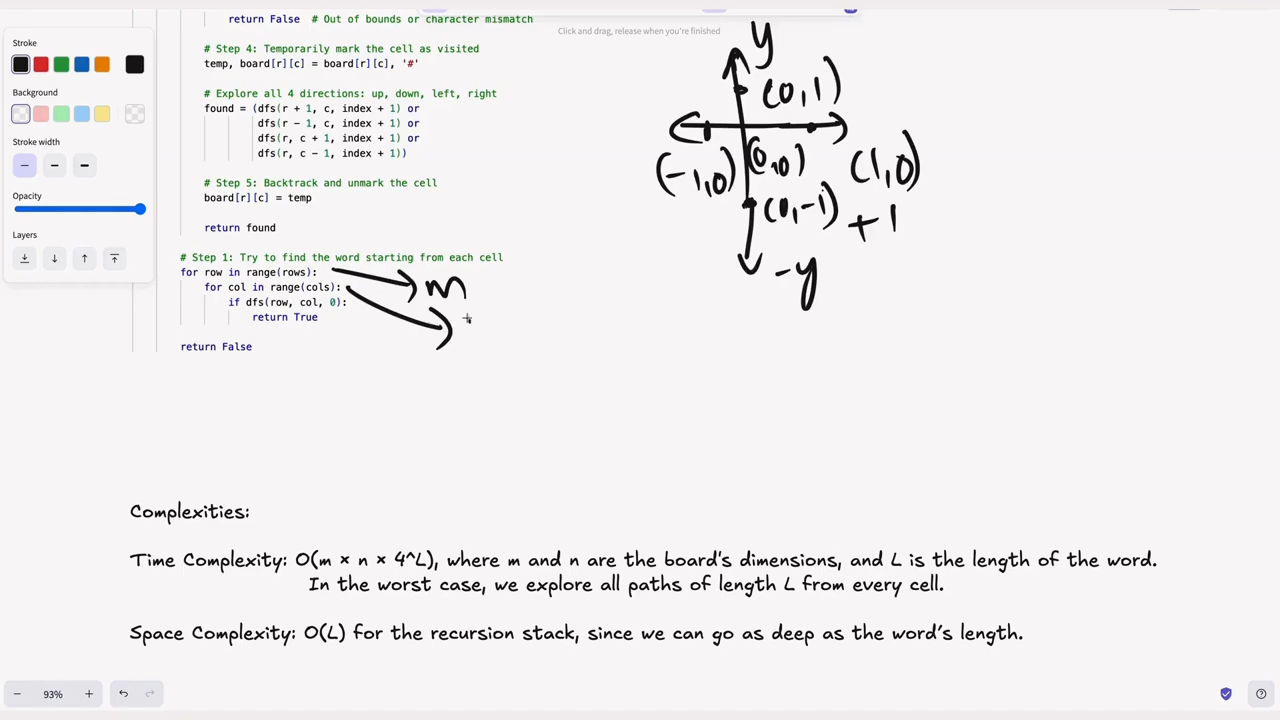 Stroke
Background
Stroke width
Opacity
Layers
93%
Click and drag, release when you're finished
return False  # Out of bounds or character mismatch
# Step 4: Temporarily mark the cell as visited
temp, board[r][c] = board[r][c], '#'
# Explore all 4 directions: up, down, left, right
found = (dfs(r + 1, c, index + 1) or
dfs(r - 1, c, index + 1) or
dfs(r, c + 1, index + 1) or
dfs(r, c - 1, index + 1))
# Step 5: Backtrack and unmark the cell
board[r][c] = temp
return found
# Step 1: Try to find the word starting from each cell
for row in range(rows):
for col in range(cols):
if dfs(row, col, 0):
return True
return False
m
y
(0,1)
(-1,0)
(0,0)
(1,0)
(0,-1)
+1
-y
Complexities:
Time Complexity: O(m × n × 4^L), where m and n are the board's dimensions, and L is the length of the word.
In the worst case, we explore all paths of length L from every cell.
Space Complexity: O(L) for the recursion stack, since we can go as deep as the word's length.